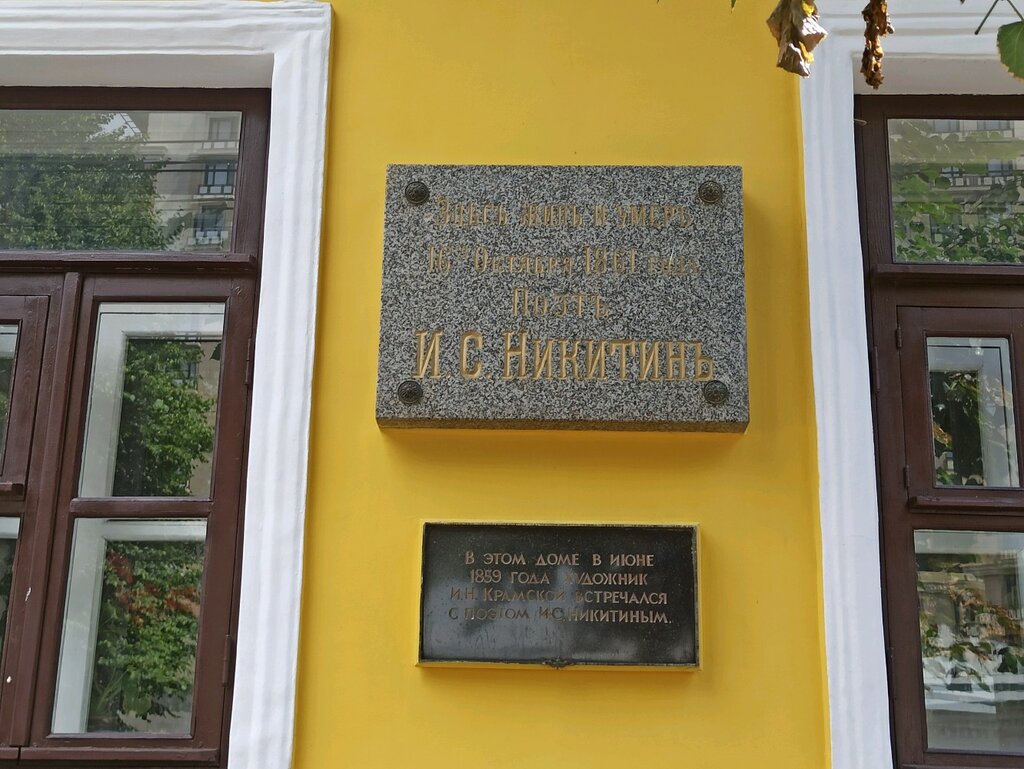 Здѣсь жилъ и умеръ
16го Октября 1861 года
Поэтъ
И С Никитинъ
В ЭТОМ ДОМЕ В ИЮНЕ
1859 ГОДА ХУДОЖНИК
И.Н. КРАМСКОЙ ВСТРЕЧАЛСЯ
С ПОЭТОМ И.С. НИКИТИНЫМ.